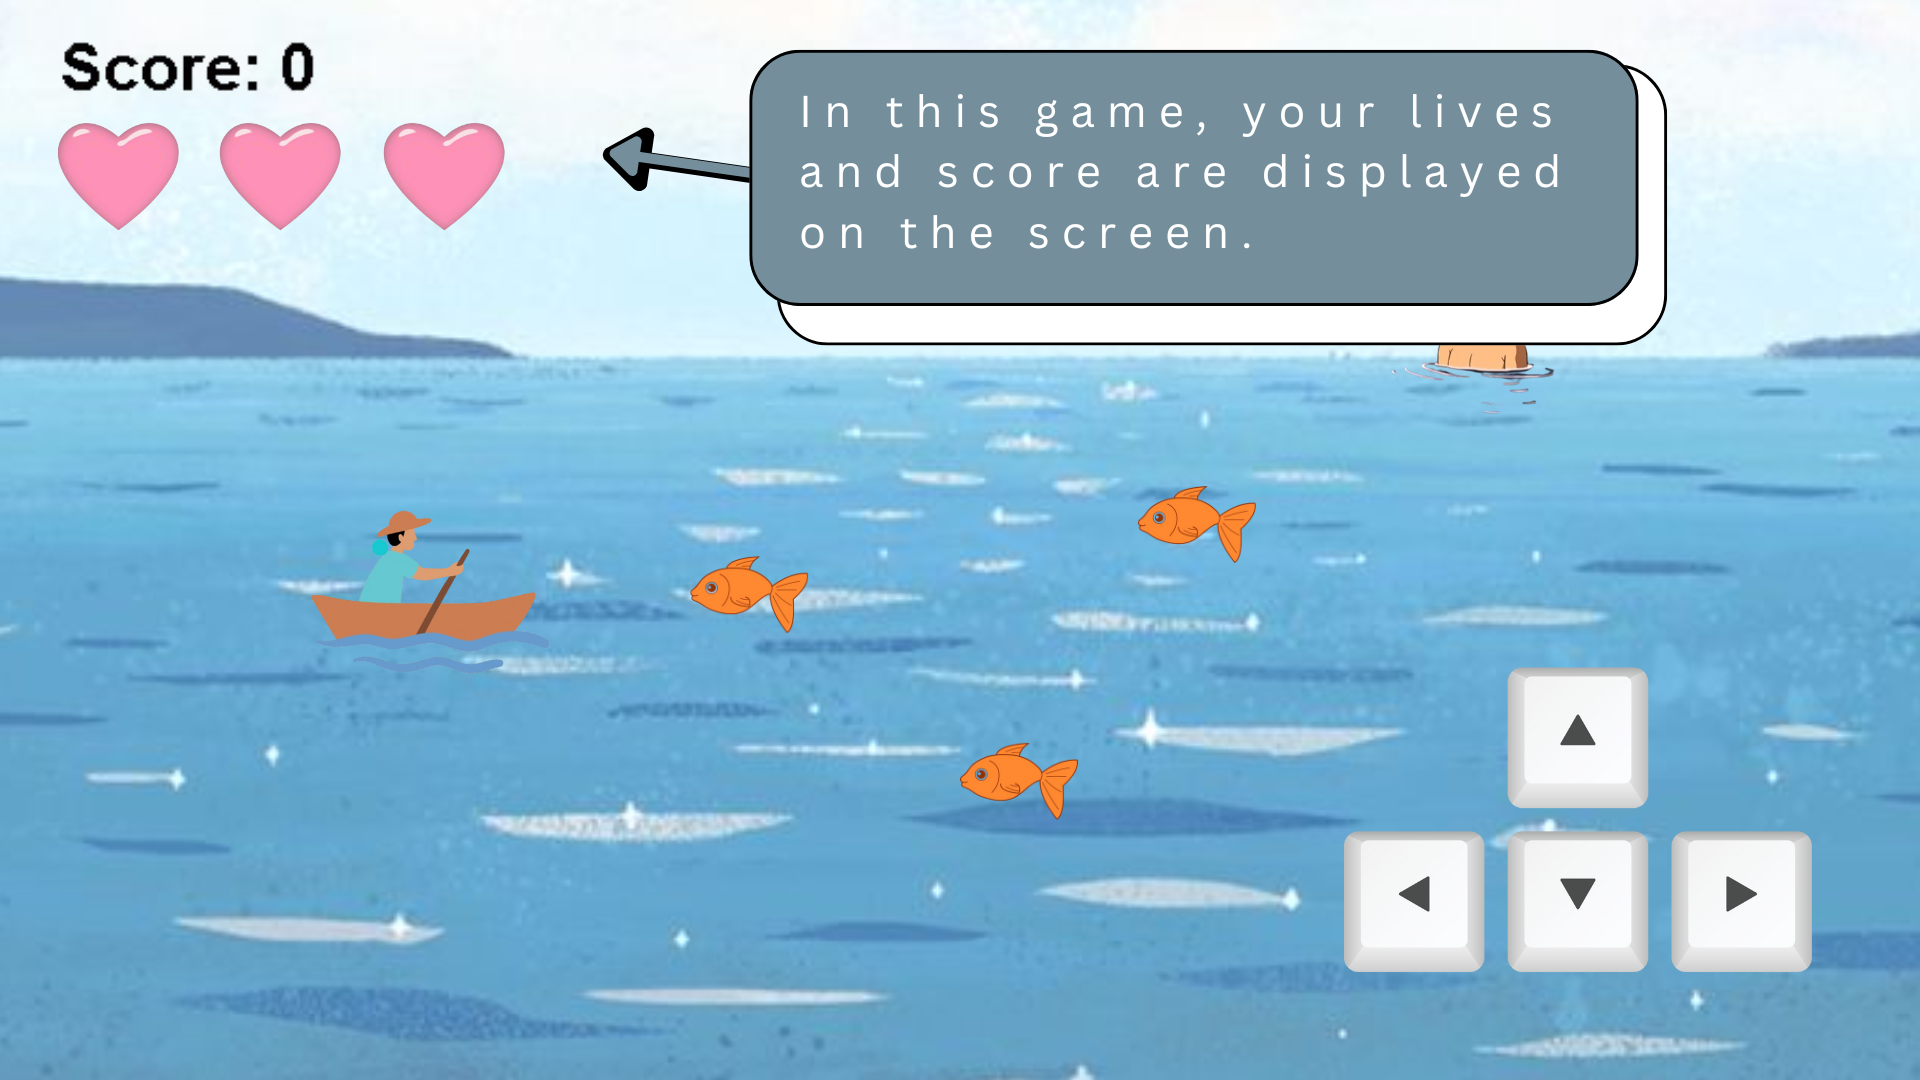 Score: 0
In this game, your lives
and score are displayed
on the screen.